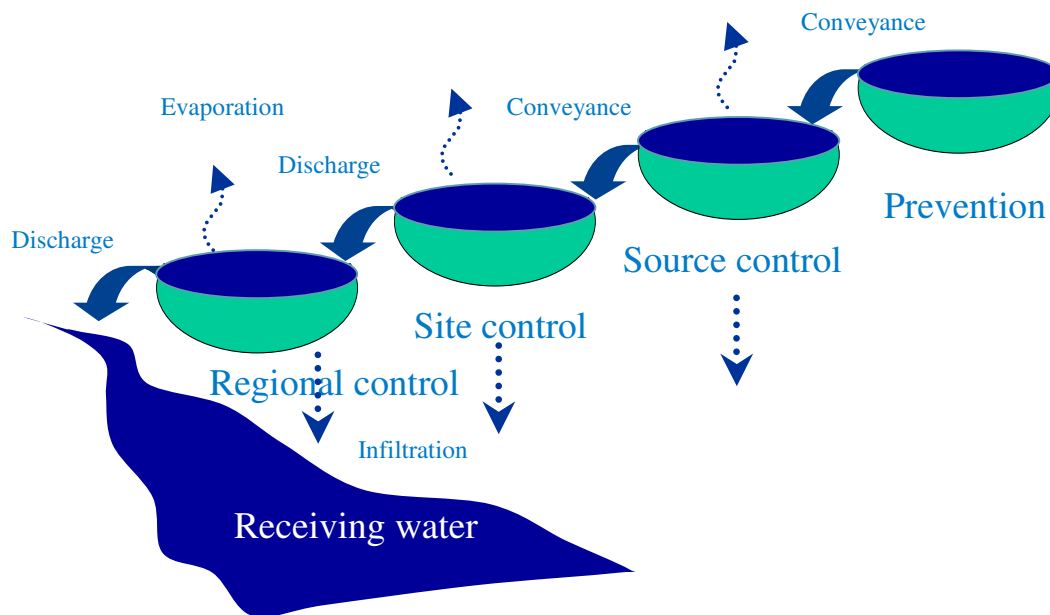 Conveyance
Evaporation
Conveyance
Discharge
Prevention
Discharge
Source control
Site control
Regional control
Infiltration
Receiving water